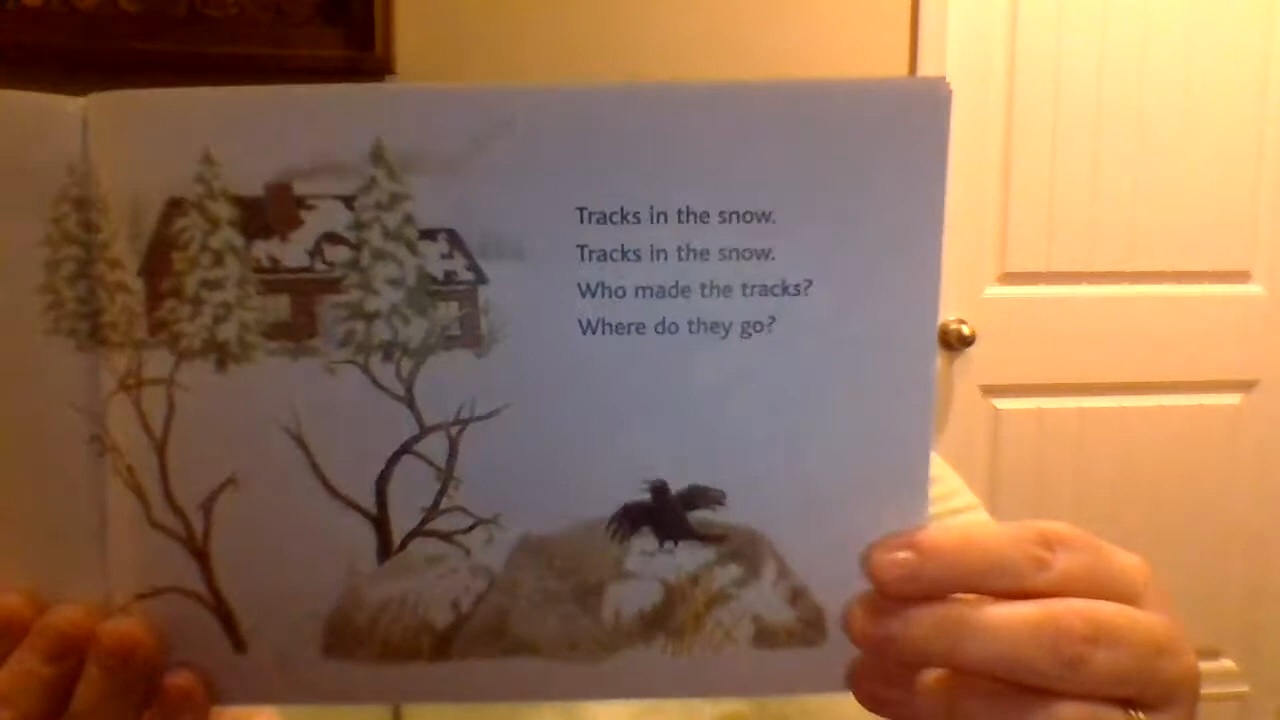 Tracks in the snow.
Tracks in the snow.
Who made the tracks?
Where do they go?